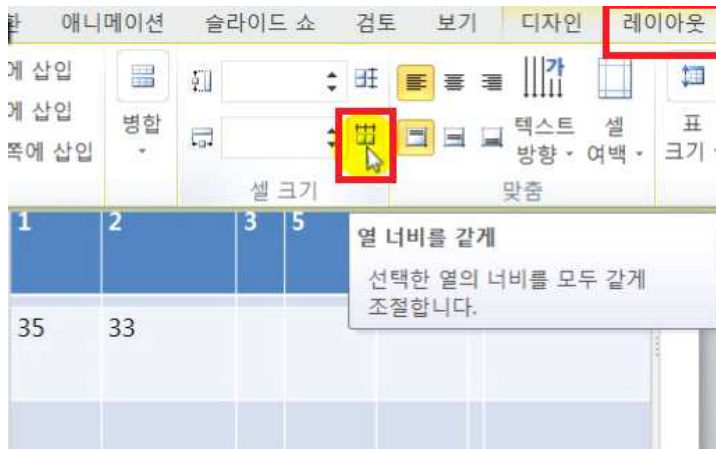 애니메이션 슬라이드 쇼 검토 보기 디자인 레이아웃
에 삽입
에 삽입
쪽에 삽입
병합
셀 크기
가
텍스트
방향
셀
여백
맞춤
표
크기
1 2 3 5
열 너비를 같게
선택한 열의 너비를 모두 같게
조절합니다.
35 33